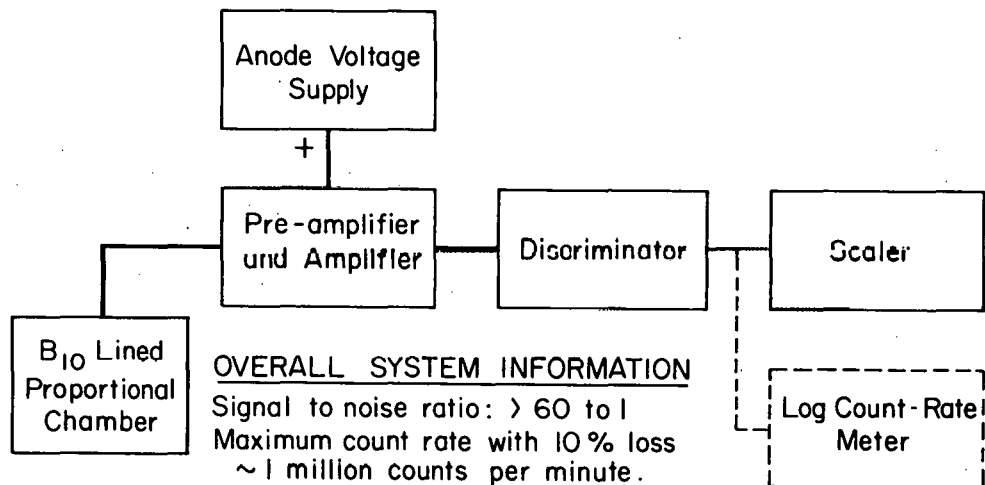 Anode Voltage
Supply
+
Pre-amplifier
und Amplifier
Discriminator
Scaler
B10 Lined
Proportional
Chamber
OVERALL SYSTEM INFORMATION
Signal to noise ratio: > 60 to 1
Maximum count rate with 10% loss
~ 1 million counts per minute.
Log Count-Rate
Meter